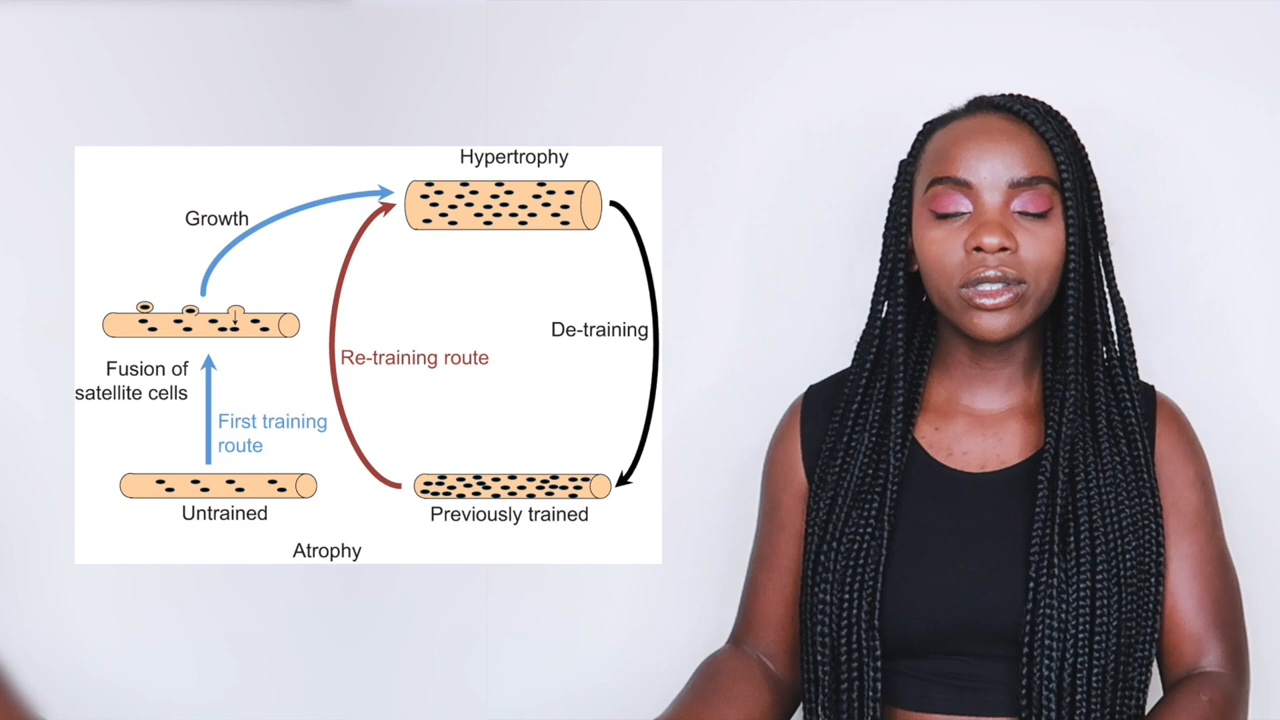 Hypertrophy
Growth
De-training
Re-training route
Fusion of
satellite cells
First training
route
Untrained
Previously trained
Atrophy